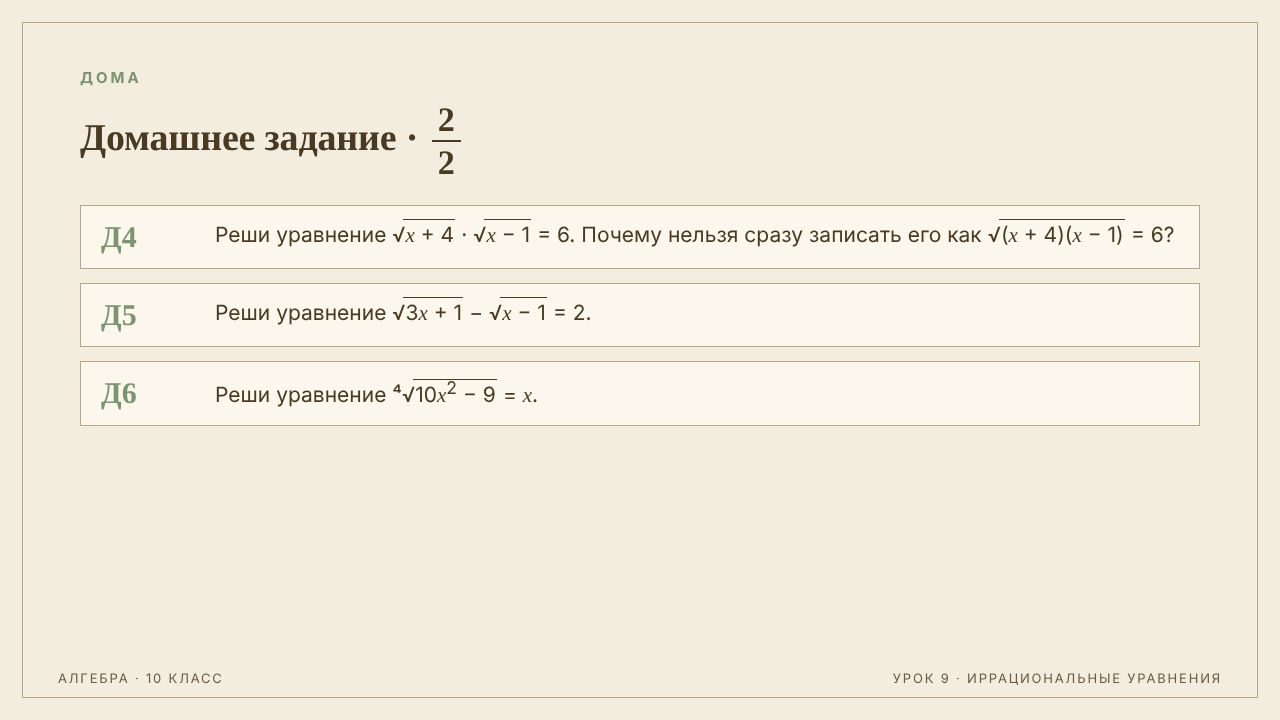 ДОМА
Домашнее задание · 2/2
Д4 Реши уравнение √(x + 4) · √(x − 1) = 6. Почему нельзя сразу записать его как √((x + 4)(x − 1)) = 6?
Д5 Реши уравнение √(3x + 1) − √(x − 1) = 2.
Д6 Реши уравнение ⁴√(10x² − 9) = x.
АЛГЕБРА · 10 КЛАСС
УРОК 9 · ИРРАЦИОНАЛЬНЫЕ УРАВНЕНИЯ